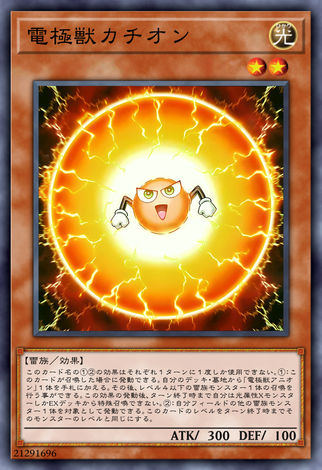 電極獣カチオン
光
【雷族/効果】
このカード名の①②の効果はそれぞれ1ターンに1度しか使用できない。①:こ
のカードが召喚した場合に発動できる。自分のデッキ・墓地から「電極獣アニオ
ン」1体を手札に加える。その後、レベル4以下の雷族モンスター1体の召喚を行
う事ができる。この効果の発動後、ターン終了時まで自分は光属性Xモンスタ
ーしかEXデッキから特殊召喚できない。②:自分フィールドの他の雷族モンス
ター1体を対象として発動できる。このカードのレベルをターン終了時までそ
のモンスターのレベルと同じにする。
ATK/ 300 DEF/ 100
21291696